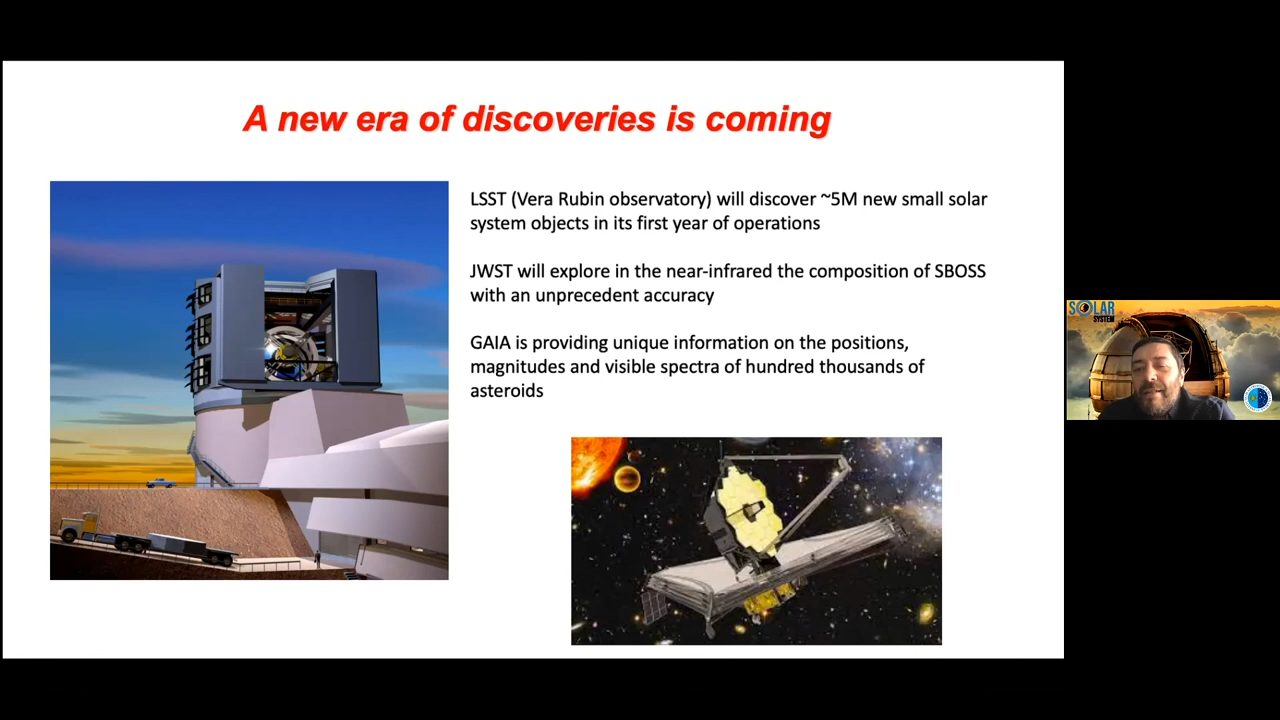 A new era of discoveries is coming
LSST (Vera Rubin observatory) will discover ~5M new small solar
system objects in its first year of operations
JWST will explore in the near-infrared the composition of SBOSS
with an unprecedent accuracy
GAIA is providing unique information on the positions,
magnitudes and visible spectra of hundred thousands of
asteroids
SOLAR
SYSTEM